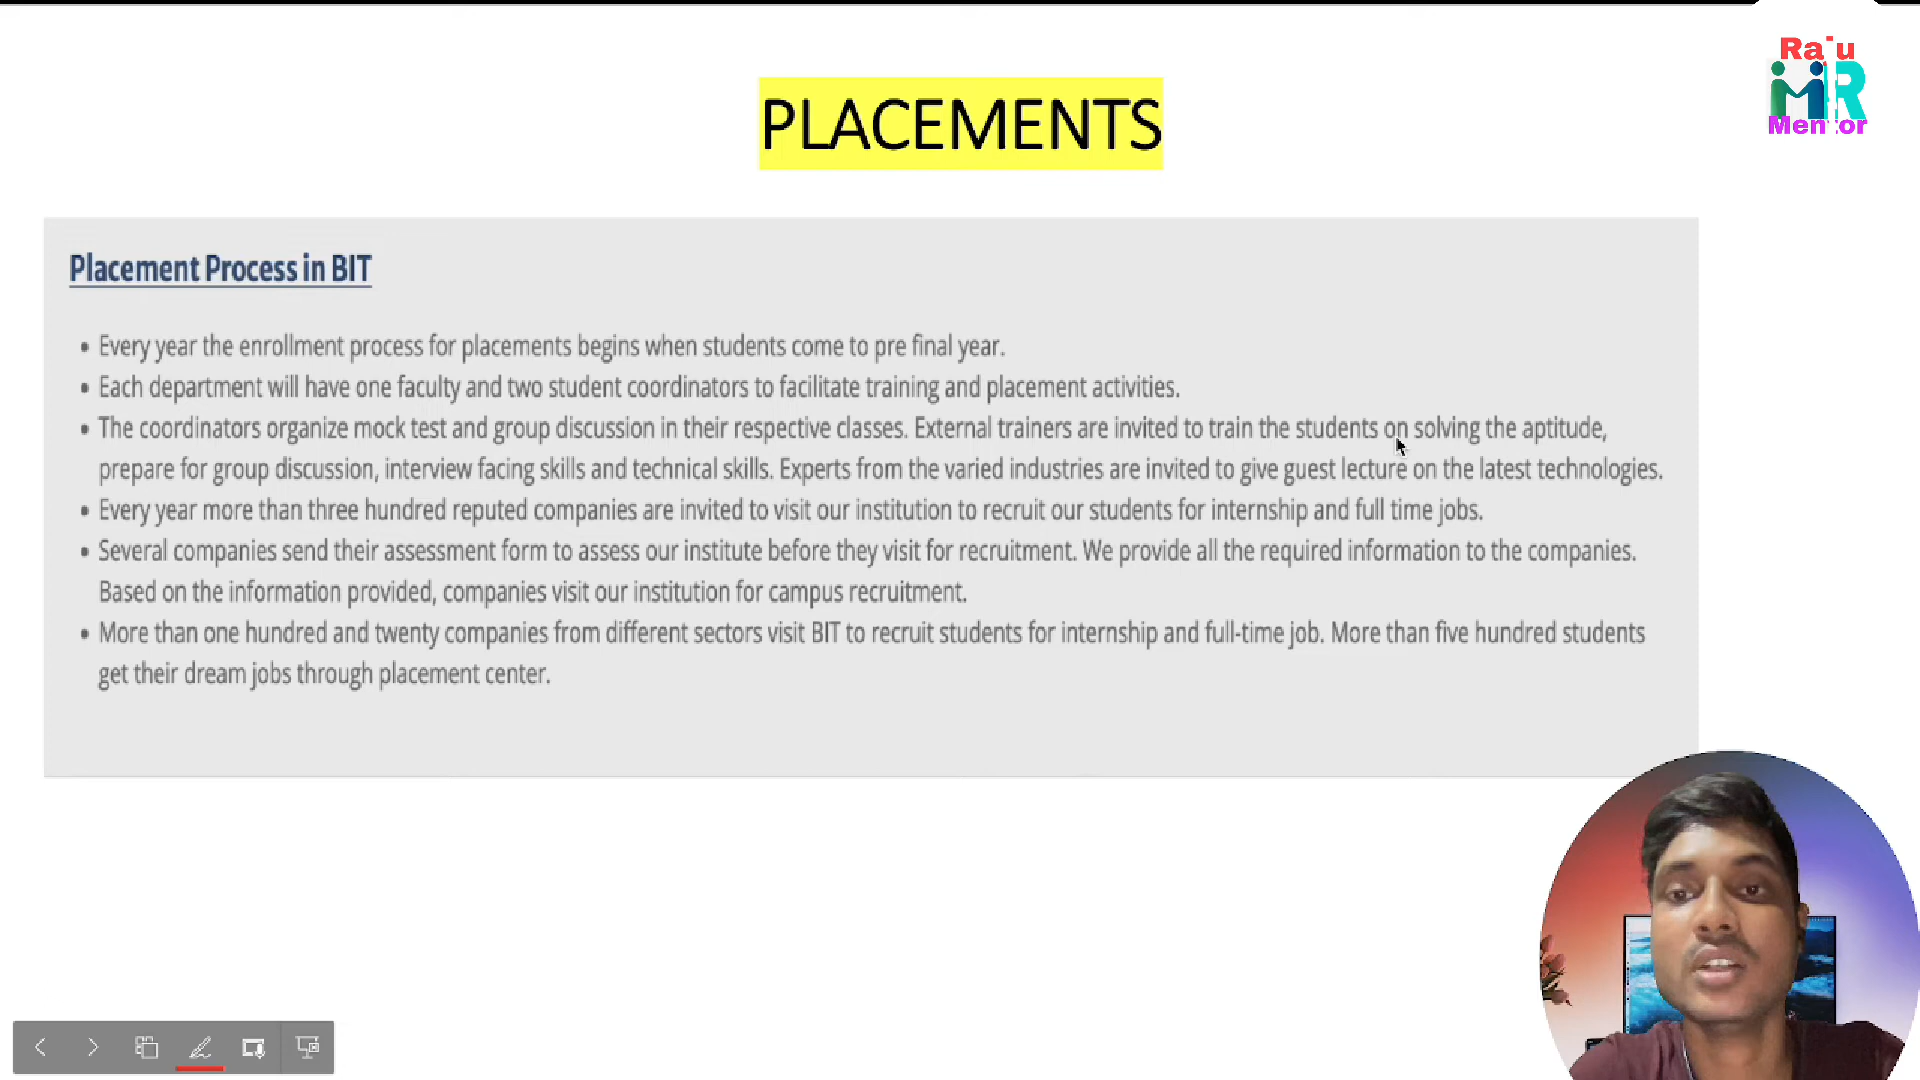 Raju
MR
Mentor
PLACEMENTS
Placement Process in BIT
• Every year the enrollment process for placements begins when students come to pre final year.
• Each department will have one faculty and two student coordinators to facilitate training and placement activities.
• The coordinators organize mock test and group discussion in their respective classes. External trainers are invited to train the students on solving the aptitude,
prepare for group discussion, interview facing skills and technical skills. Experts from the varied industries are invited to give guest lecture on the latest technologies.
• Every year more than three hundred reputed companies are invited to visit our institution to recruit our students for internship and full time jobs.
• Several companies send their assessment form to assess our institute before they visit for recruitment. We provide all the required information to the companies.
Based on the information provided, companies visit our institution for campus recruitment.
• More than one hundred and twenty companies from different sectors visit BIT to recruit students for internship and full-time job. More than five hundred students
get their dream jobs through placement center.